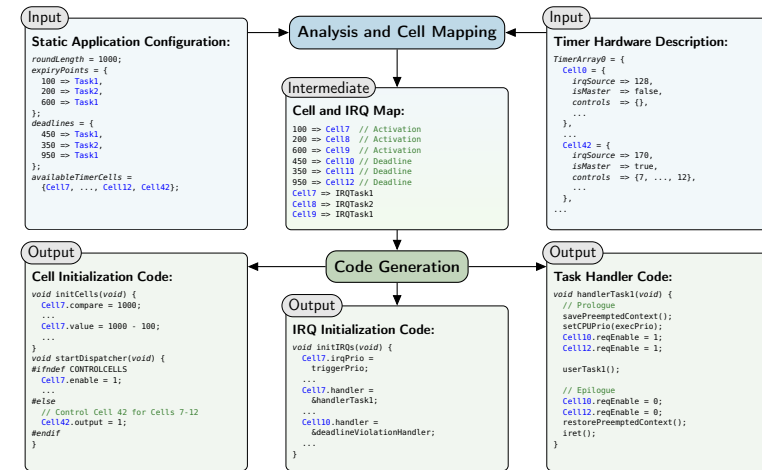 Input
Static Application Configuration:
roundLength = 1000;
expiryPoints = {
100 => Task1,
200 => Task2,
600 => Task1
};
deadlines = {
450 => Task1,
350 => Task2,
950 => Task1
};
availableTimerCells =
{Cell7, ..., Cell12, Cell42};
Analysis and Cell Mapping
Intermediate
Cell and IRQ Map:
100 => Cell7 // Activation
200 => Cell8 // Activation
600 => Cell9 // Activation
450 => Cell10 // Deadline
350 => Cell11 // Deadline
950 => Cell12 // Deadline
Cell7 => IRQTask1
Cell8 => IRQTask2
Cell9 => IRQTask1
Input
Timer Hardware Description:
TimerArray0 = {
Cell0 = {
irqSource => 128,
isMaster => false,
controls => {},
...
},
...
Cell42 = {
irqSource => 170,
isMaster => true,
controls => {7, ..., 12},
...
},
...
Code Generation
Output
Cell Initialization Code:
void initCells(void) {
Cell7.compare = 1000;
...
Cell7.value = 1000 - 100;
...
}
void startDispatcher(void) {
#ifndef CONTROLCELLS
Cell7.enable = 1;
...
#else
// Control Cell 42 for Cells 7-12
Cell42.output = 1;
#endif
}
Output
IRQ Initialization Code:
void initIRQs(void) {
Cell7.irqPrio =
triggerPrio;
...
Cell7.handler =
&handlerTask1;
...
Cell10.handler =
&deadlineViolationHandler;
...
}
Output
Task Handler Code:
void handlerTask1(void) {
// Prologue
savePreemptedContext();
setCPUPrio(execPrio);
Cell10.reqEnable = 1;
Cell12.reqEnable = 1;
userTask1();
// Epilogue
Cell10.reqEnable = 0;
Cell12.reqEnable = 0;
restorePreemptedContext();
iret();
}